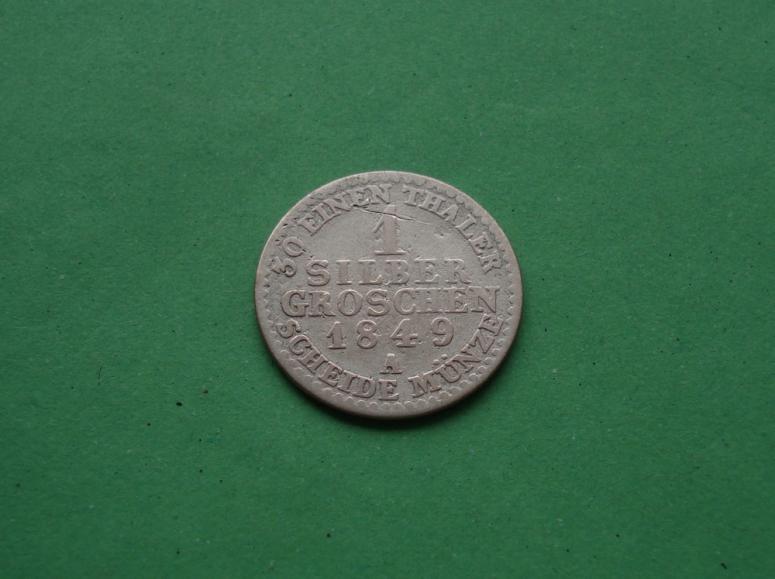 30 EINEN THALER
1
SILBER
GROSCHEN
1849
A
SCHEIDE MÜNZE